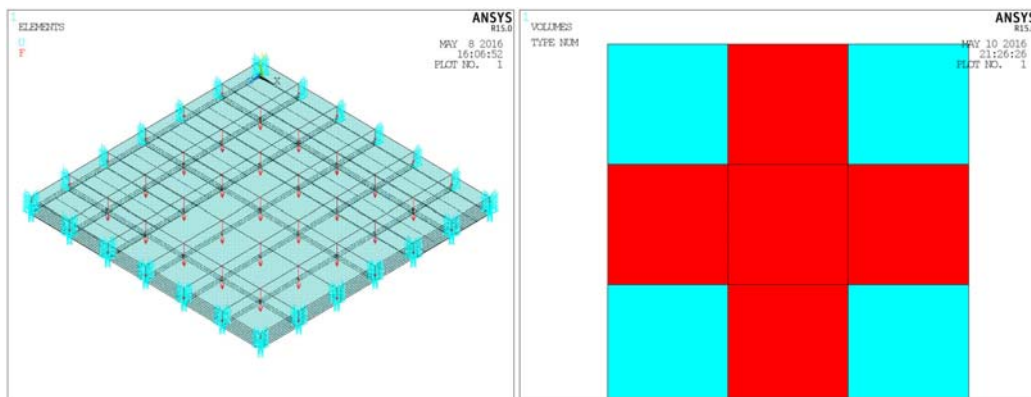 1
ELEMENTS
U
F
ANSYS
R15.0
MAY 8 2016
16:06:52
PLOT NO. 1
X
1
VOLUMES
TYPE NUM
ANSYS
R15.
MAY 10 2016
21:26:26
PLOT NO. 1